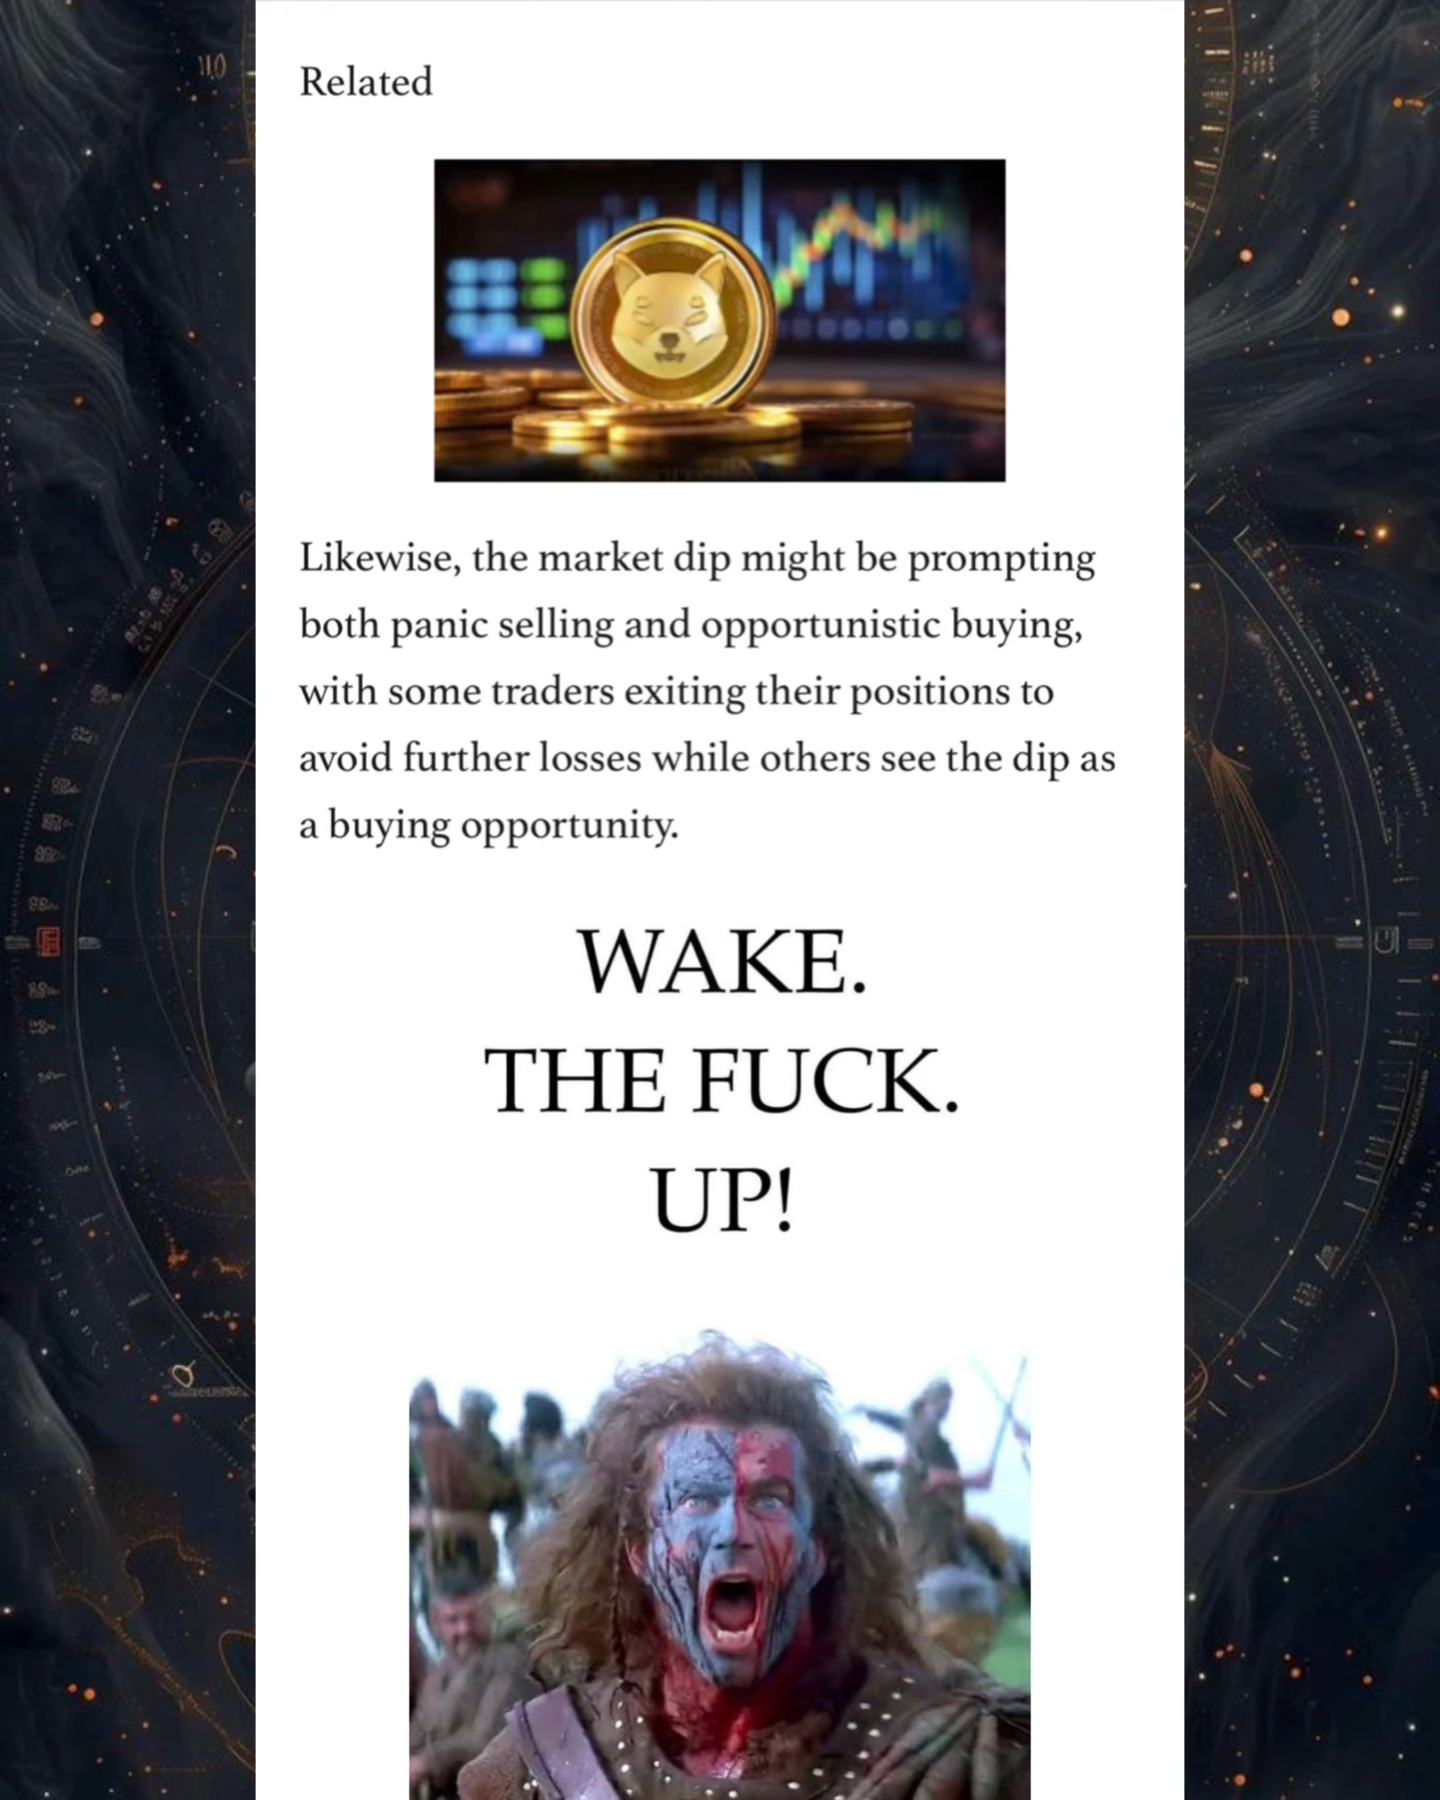 Related
Likewise, the market dip might be prompting
both panic selling and opportunistic buying,
with some traders exiting their positions to
avoid further losses while others see the dip as
a buying opportunity.
WAKE.
THE FUCK.
UP!